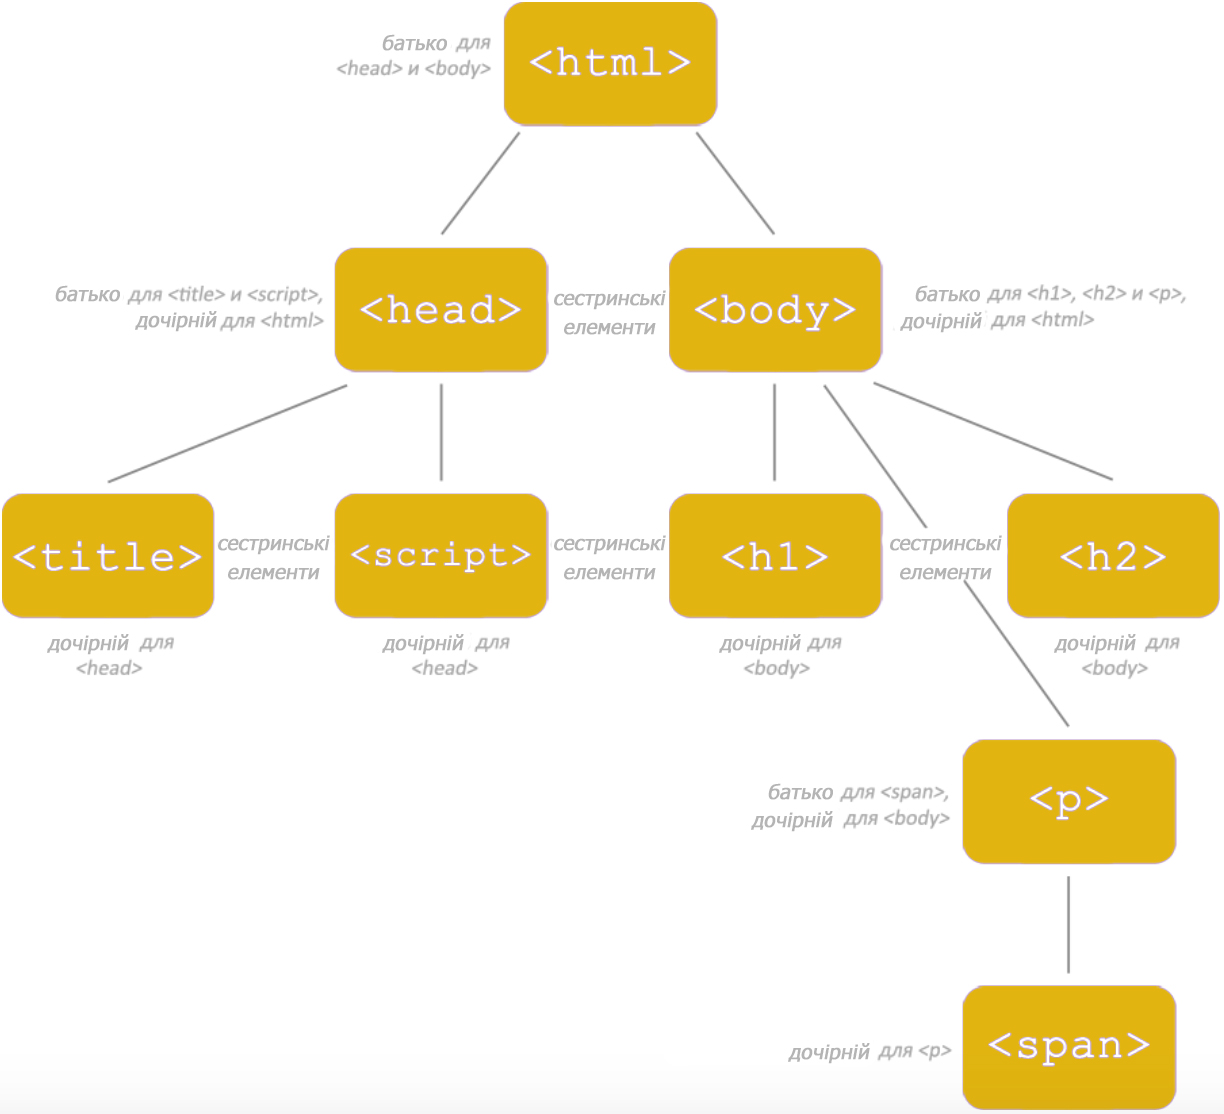 батько для
<head> и <body>
<html>
батько для <title> и <script>,
дочірній для <html>
<head>
сестринські
елементи
<body>
батько для <h1>, <h2> и <p>,
дочірній для <html>
<title>
сестринські
елементи
<script>
сестринські
елементи
<h1>
сестринські
елементи
<h2>
дочірній для
<head>
дочірній для
<head>
дочірній для
<body>
дочірній для
<body>
батько для <span>,
дочірній для <body>
<p>
дочірній для <p>
<span>